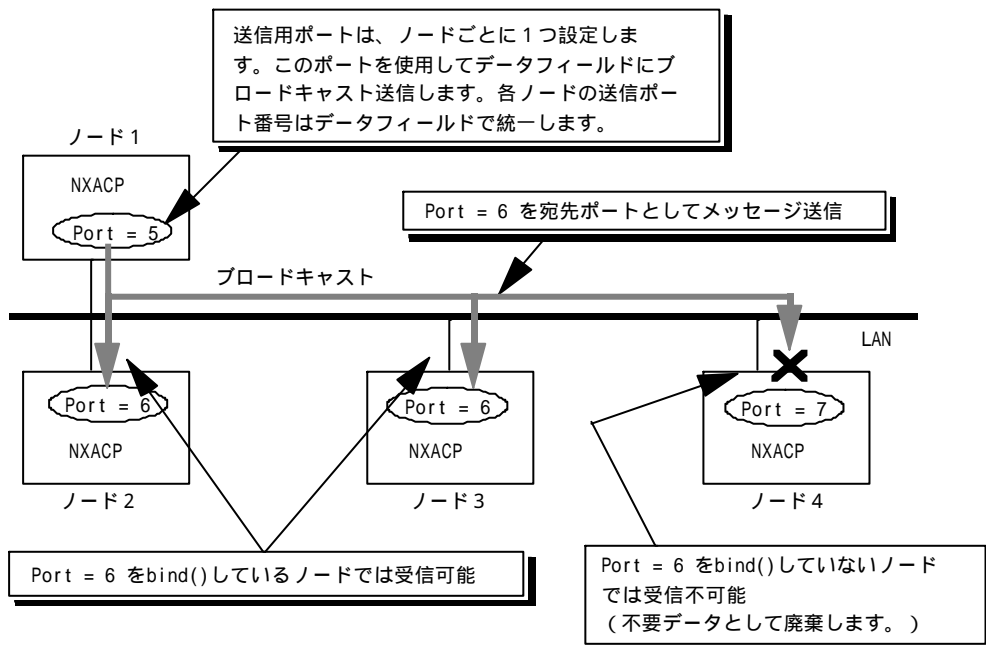 送信用ポートは、ノードごとに1つ設定しま
す。このポートを使用してデータフィールドにブ
ロードキャスト送信します。各ノードの送信ポー
ト番号はデータフィールドで統一します。
ノード1
NXACP
Port = 5
Port = 6 を宛先ポートとしてメッセージ送信
ブロードキャスト
LAN
Port = 6
NXACP
ノード2
Port = 6
NXACP
ノード3
Port = 7
NXACP
ノード4
Port = 6 をbind()しているノードでは受信可能
Port = 6 をbind()していないノード
では受信不可能
(不要データとして廃棄します。)